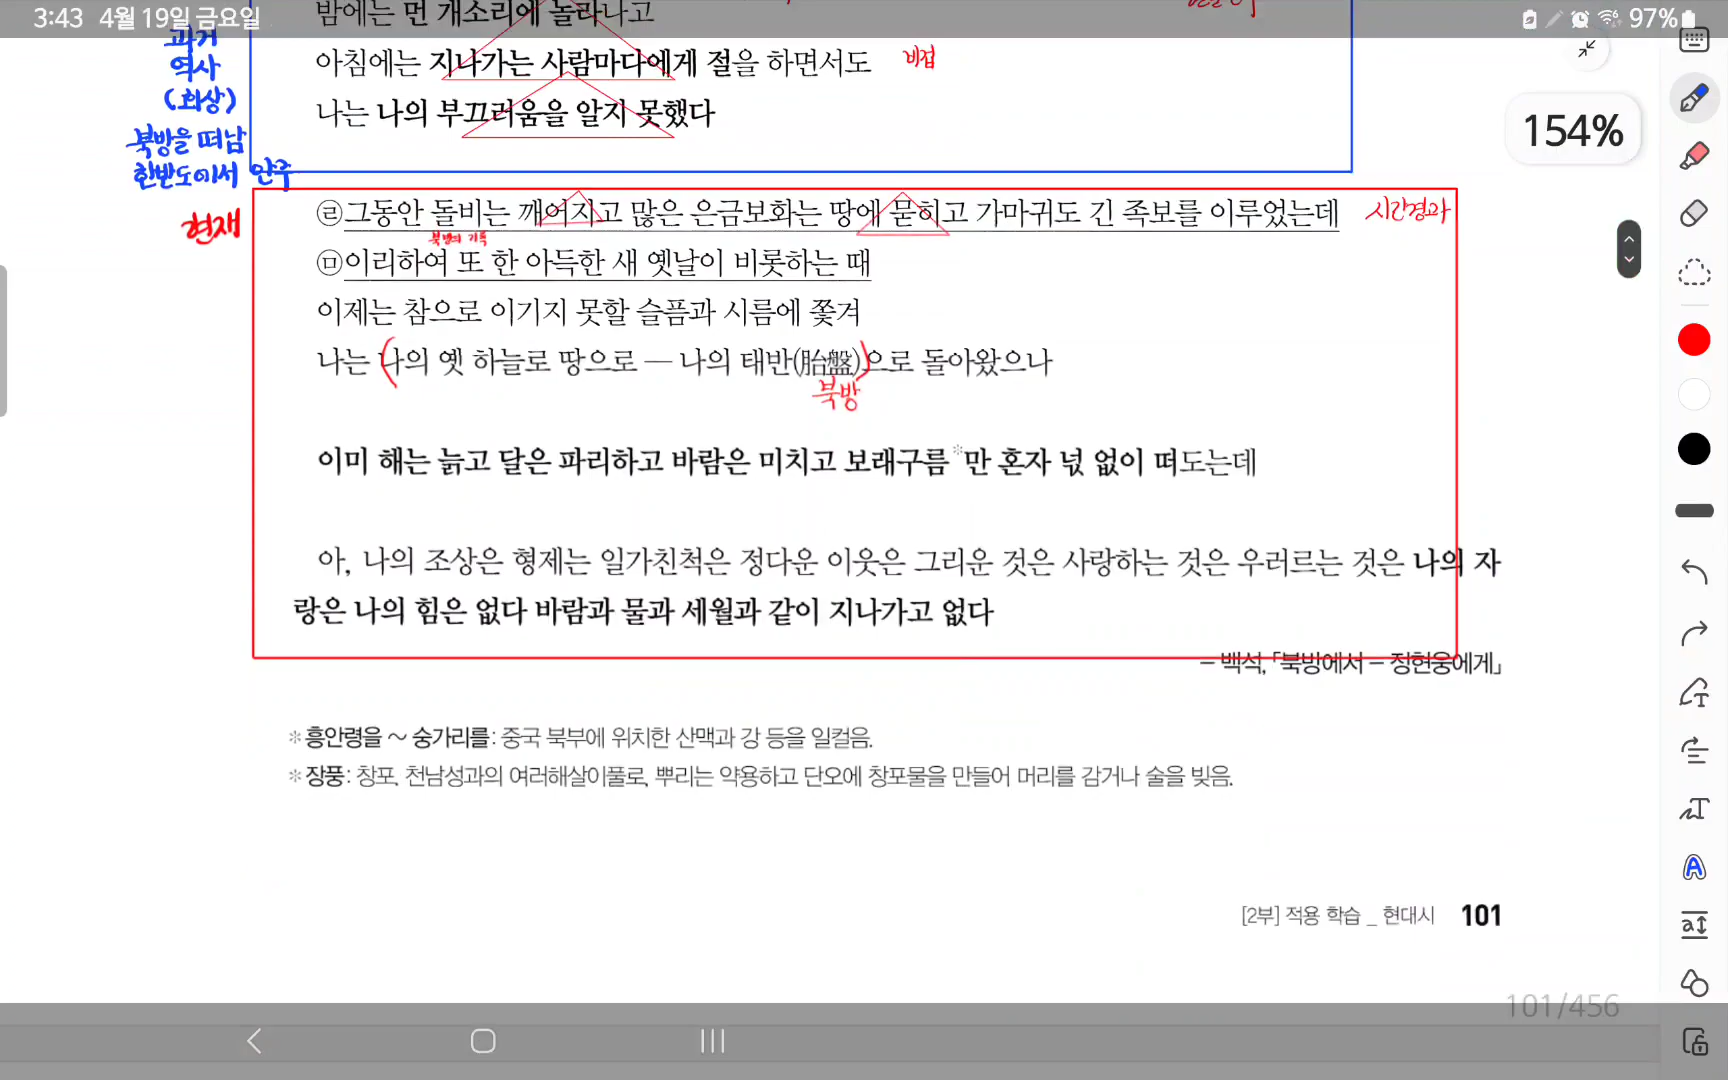 3:43 4월 19일 금요일
97%
밤에는 먼 개소리에 놀라나고
과거
역사
(회상)
아침에는 지나가는 사람마다에게 절을 하면서도
비겁
154%
나는 나의 부끄러움을 알지 못했다
북방을 떠남
한반도에서 안주
현재
㉣그동안 돌비는 깨어지고 많은 은금보화는 땅에 묻히고 가마귀도 긴 족보를 이루었는데
시간경과
북방의 기록
㉤이리하여 또 한 아득한 새 옛날이 비롯하는 때
이제는 참으로 이기지 못할 슬픔과 시름에 쫓겨
나는 나의 옛 하늘로 땅으로 — 나의 태반(胎盤)으로 돌아왔으나
북방
이미 해는 늙고 달은 파리하고 바람은 미치고 보래구름*만 혼자 넋 없이 떠도는데
아, 나의 조상은 형제는 일가친척은 정다운 이웃은 그리운 것은 사랑하는 것은 우러르는 것은 나의 자
랑은 나의 힘은 없다 바람과 물과 세월과 같이 지나가고 없다
– 백석, 「북방에서 – 정현웅에게」
*흥안령을 ~ 숭가리를: 중국 북부에 위치한 산맥과 강 등을 일컬음.
*장풍: 창포. 천남성과의 여러해살이풀로, 뿌리는 약용하고 단오에 창포물을 만들어 머리를 감거나 술을 빚음.
[2부] 적용 학습 _ 현대시 101
101/456